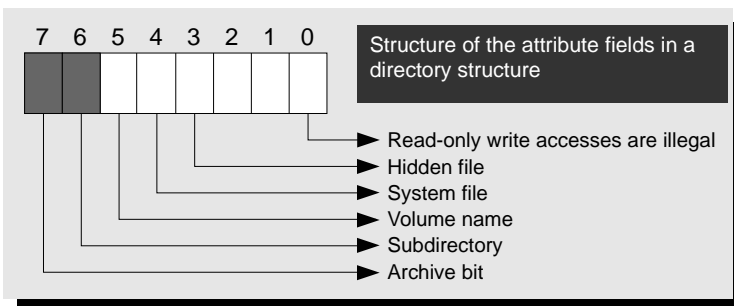 7 6 5 4 3 2 1 0
Structure of the attribute fields in a
directory structure
Read-only write accesses are illegal
Hidden file
System file
Volume name
Subdirectory
Archive bit